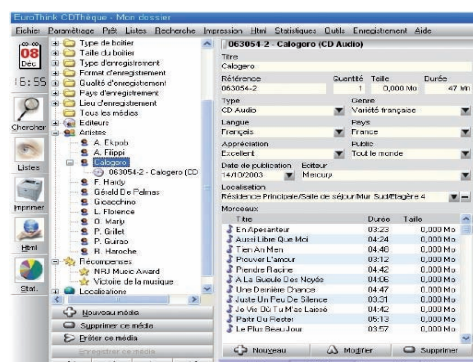 EuroThink CDThèque - Mon dossier
Fichier Paramétrage Prêt Listes Recherche Impression Html Statistiques Outils Enregistrement Aide
08
Déc
16:55
Chercher
Listes
Imprimer
Html
Stat.
Type de boitier
Taille du boitier
Type d'enregistrement
Format d'enregistrement
Qualité d'enregistrement
Pays d'enregistrement
Lieu d'enregistrement
Tous les médias
Editeurs
Artistes
A. Ekpob
A. Filippi
Calogero
063054-2 - Calogero (CD
F. Hardy
Gérald De Palmas
Gioacchino
L. Florence
O. Mary
P. Grillet
P. Guirao
R. Haroche
Récompenses
NRJ Music Award
Victoire de la musique
Localisations
Nouveau média
Supprimer ce média
Prêter ce média
Enregistrer ce média
063054-2 - Calogero (CD Audio)
Titre
Calogero
Référence Quantité Taille Durée
063054-2 1 0,000 Mo 47 Mn
Type Genre
CD Audio Variété française
Langue Pays
Français France
Appréciation Public
Excellent Tout le monde
Date de publication Editeur
14/10/2003 Mercury
Localisation
Résidence Principale/Salle de séjour/Mur Sud/Etagère 4
Morceaux
Titre Durée Taille
En Apesanteur 03:23 0,000 Mo
Aussi Libre Que Moi 04:24 0,000 Mo
Tien An Men 04:40 0,000 Mo
Prouver L'amour 03:12 0,000 Mo
Prendre Racine 04:42 0,000 Mo
A La Gueule Des Noyés 04:06 0,000 Mo
Une Dernière Chance 04:47 0,000 Mo
Juste Un Peu De Silence 03:31 0,000 Mo
Je Vis Où Tu M'as Laissé 04:42 0,000 Mo
Partir Ou Rester 05:13 0,000 Mo
Le Plus Beau Jour 03:57 0,000 Mo
Nouveau Modifier Supprimer